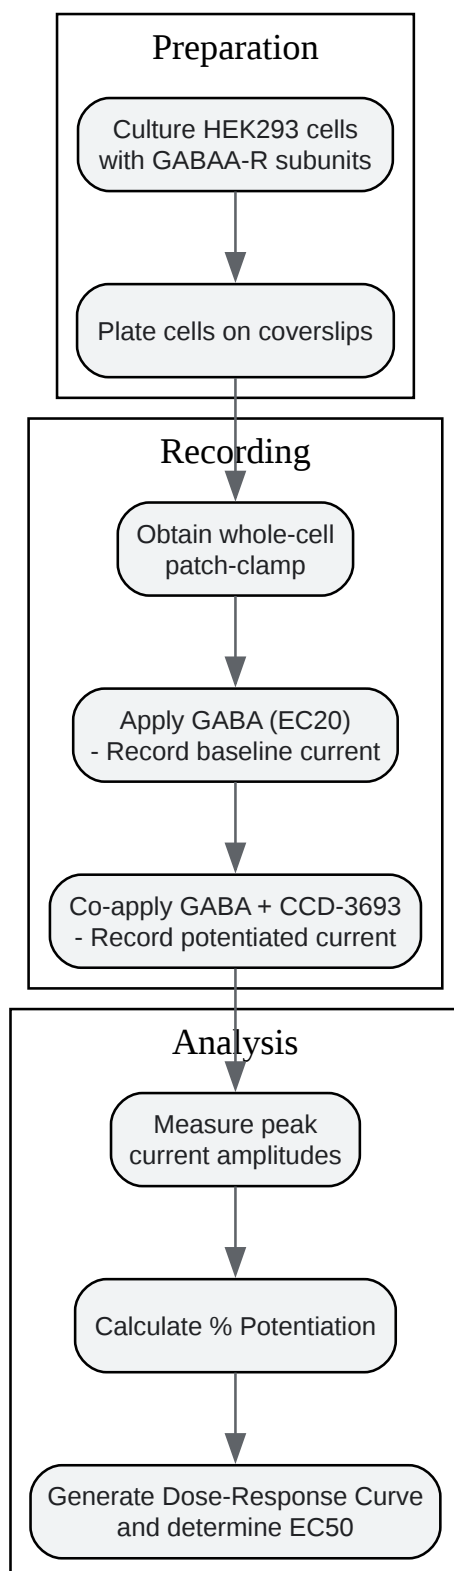 Preparation
Culture HEK293 cells
with GABAA-R subunits
Plate cells on coverslips
Recording
Obtain whole-cell
patch-clamp
Apply GABA (EC20)
- Record baseline current
Co-apply GABA + CCD-3693
- Record potentiated current
Analysis
Measure peak
current amplitudes
Calculate % Potentiation
Generate Dose-Response Curve
and determine EC50